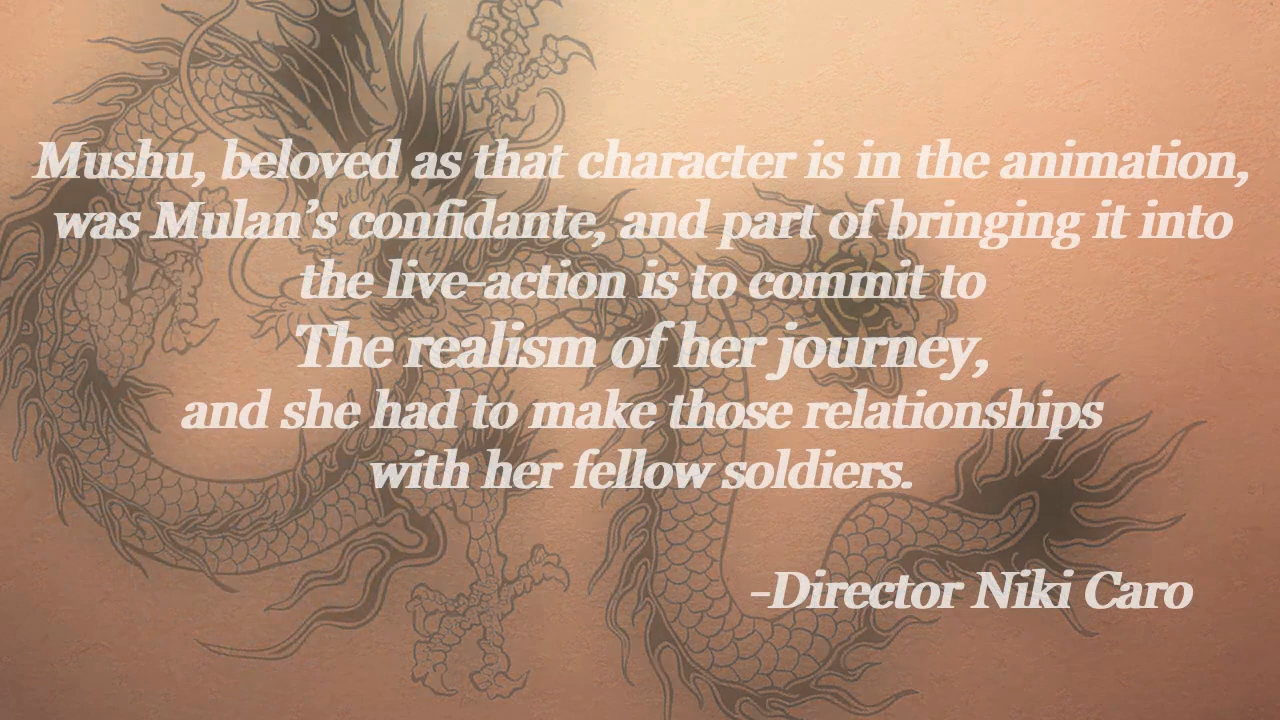 Mushu, beloved as that character is in the animation,
was Mulan's confidante, and part of bringing it into
the live-action is to commit to
The realism of her journey,
and she had to make those relationships
with her fellow soldiers.
-Director Niki Caro